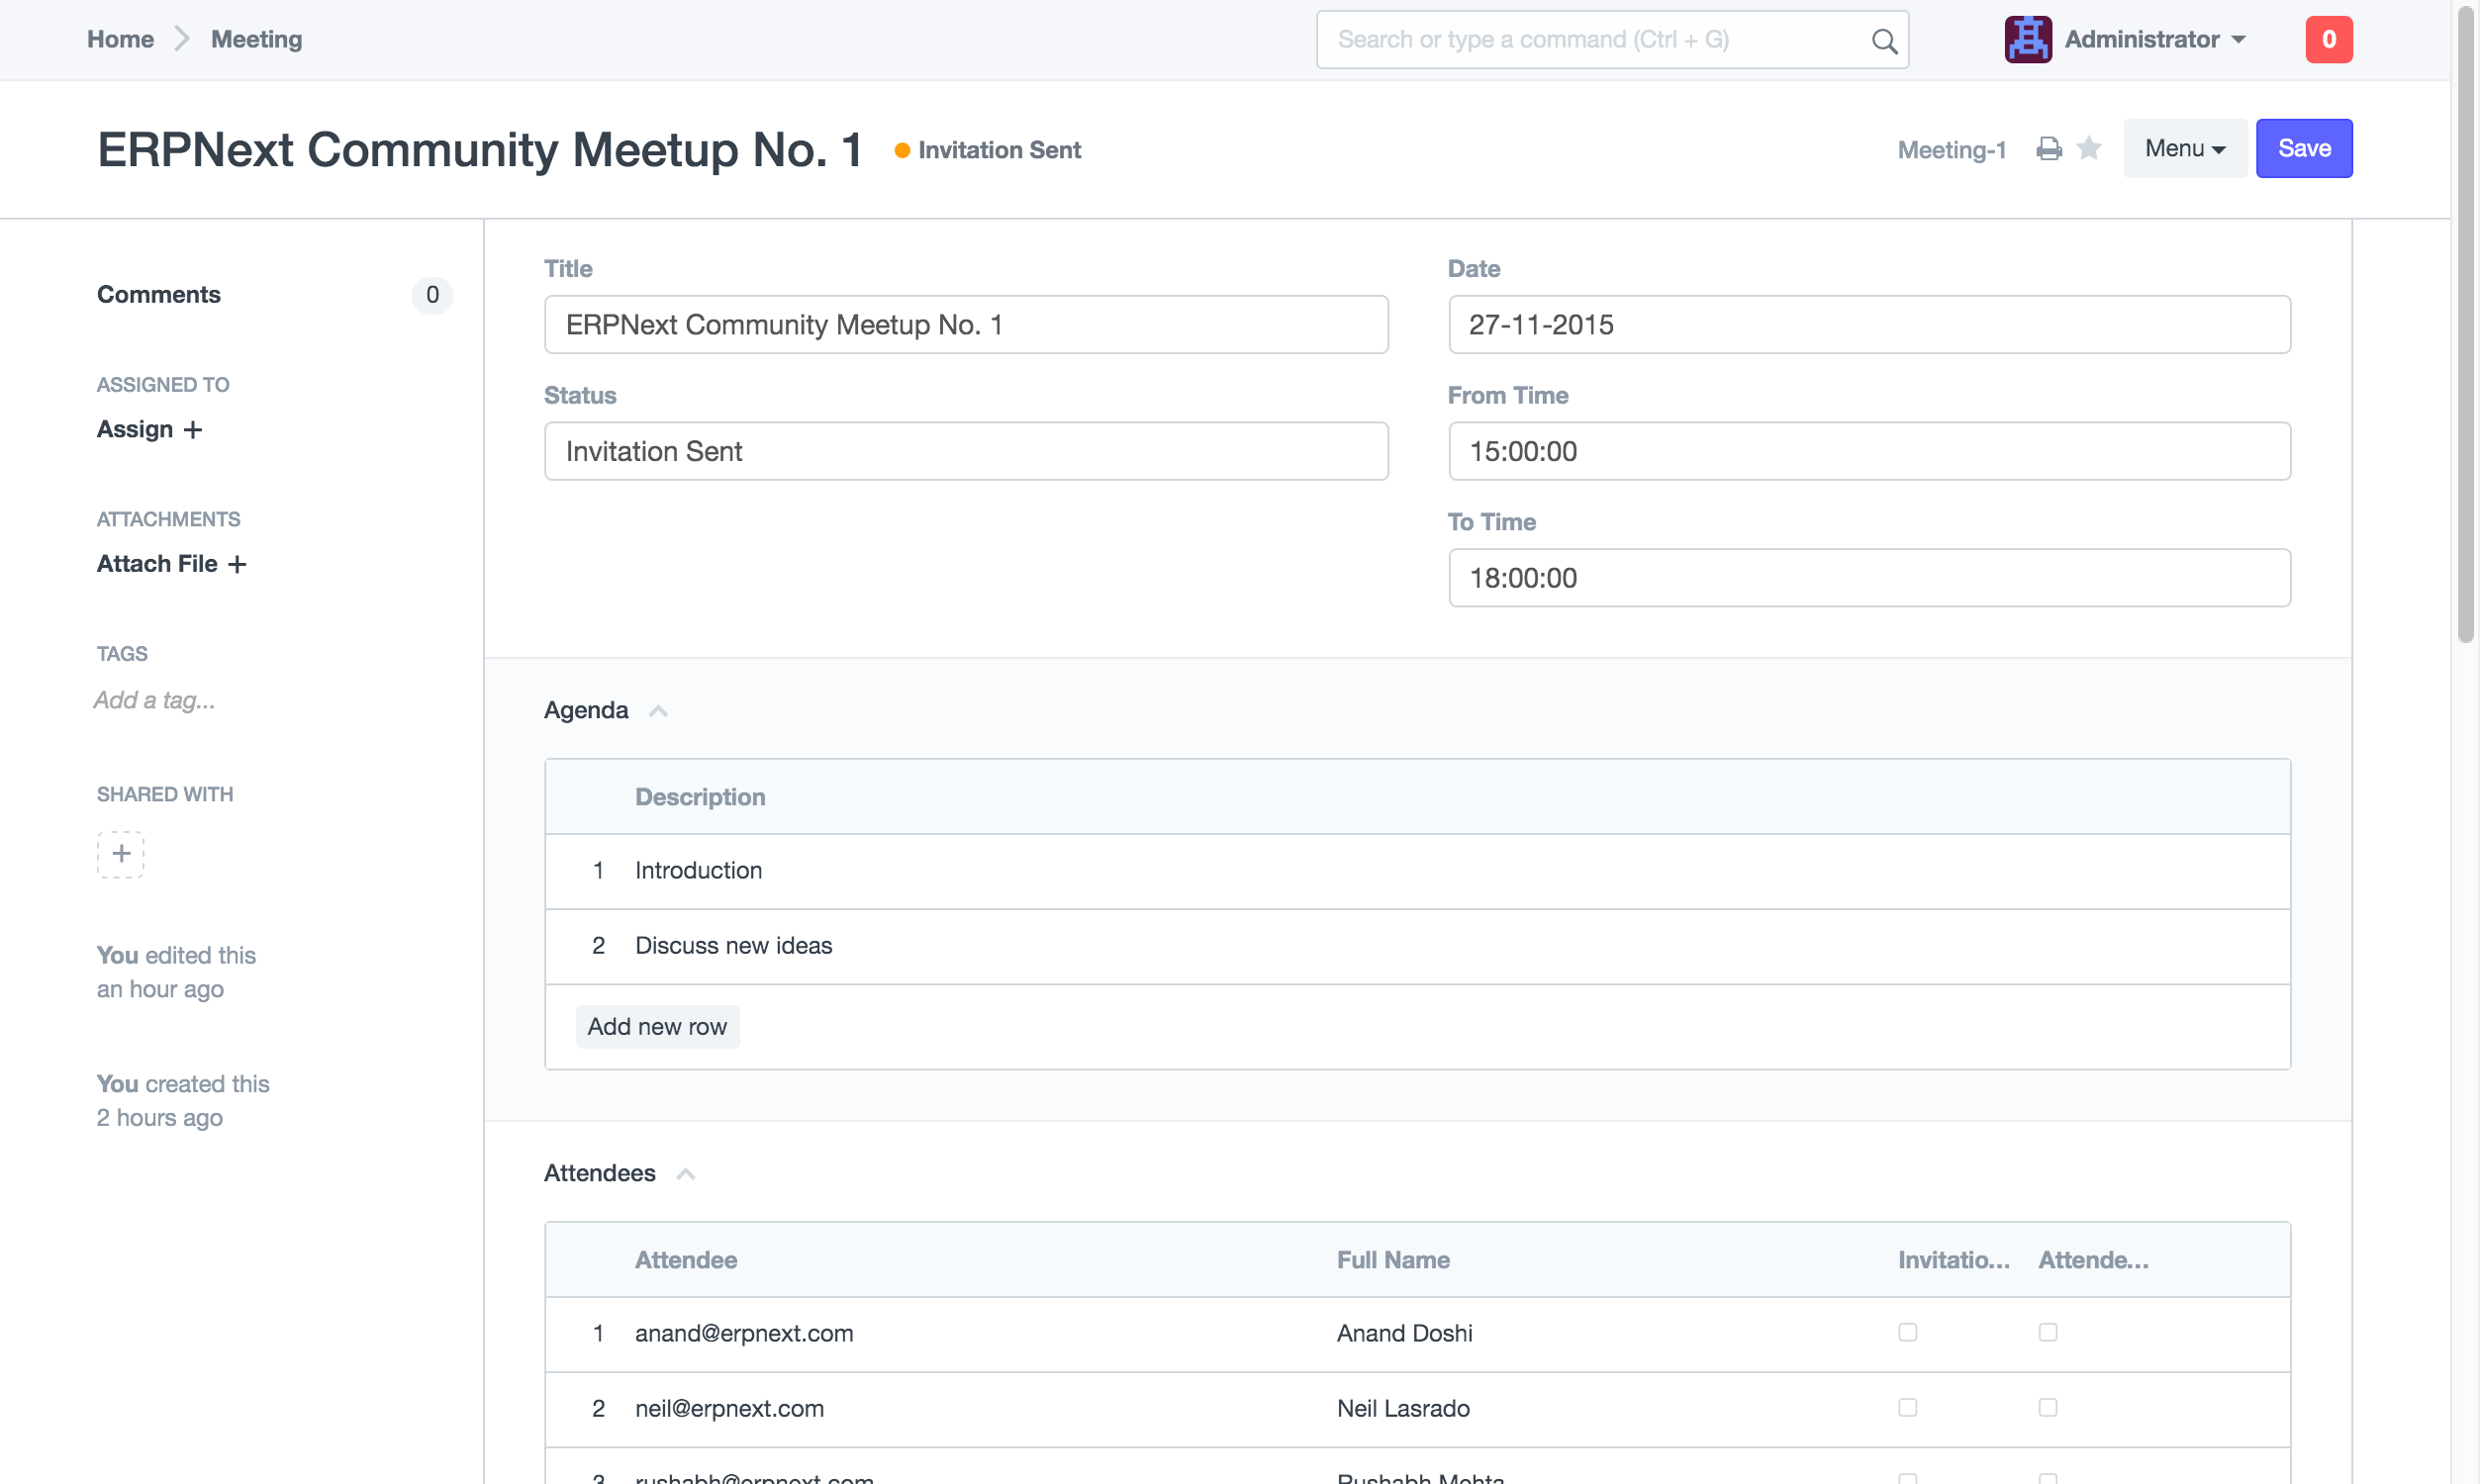 Home Meeting Search or type a command (Ctrl + G) Administrator 0
ERPNext Community Meetup No. 1 Invitation Sent Meeting-1 Menu Save
Comments 0
ASSIGNED TO
Assign +
ATTACHMENTS
Attach File +
TAGS
Add a tag...
SHARED WITH
+
You edited this
an hour ago
You created this
2 hours ago
Title
ERPNext Community Meetup No. 1
Status
Invitation Sent
Date
27-11-2015
From Time
15:00:00
To Time
18:00:00
Agenda
Description
1 Introduction
2 Discuss new ideas
Add new row
Attendees
Attendee Full Name Invitatio... Attende...
1 anand@erpnext.com Anand Doshi
2 neil@erpnext.com Neil Lasrado
3 rushabh@erpnext.com Rushabh Mehta